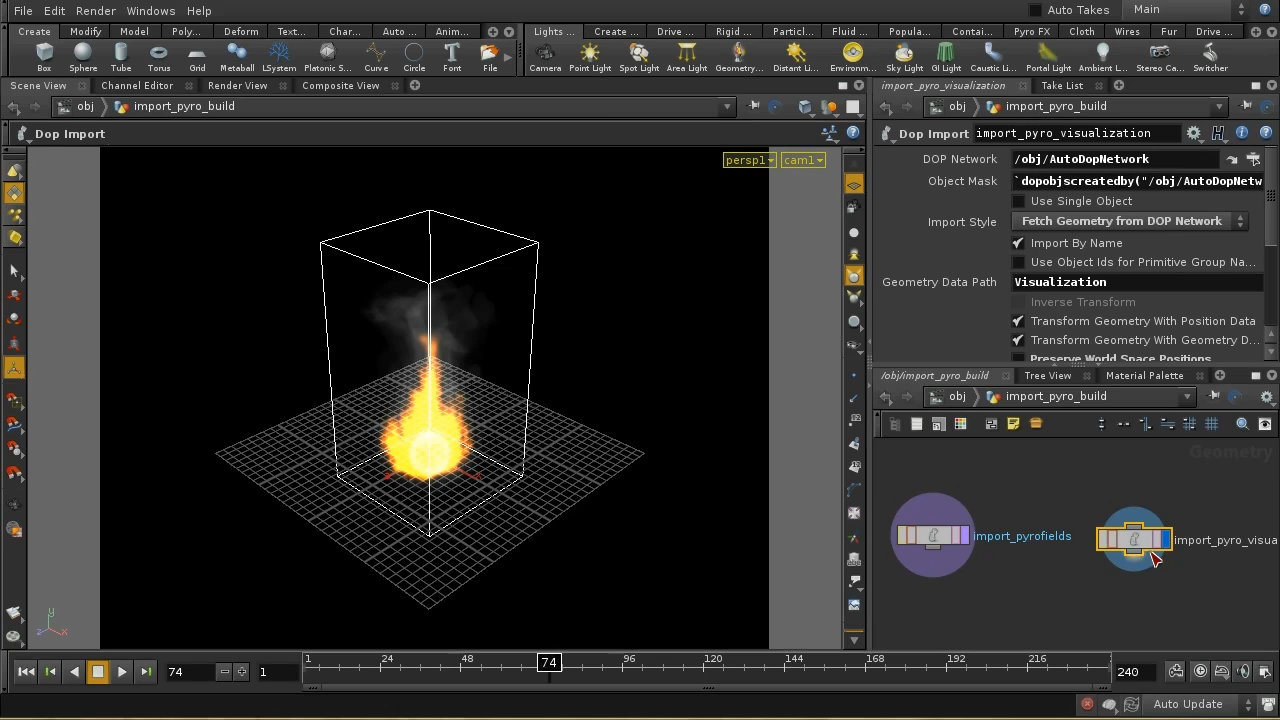 File Edit Render Windows Help
Auto Takes Main
Create Modify Model Poly... Deform Text... Char... Auto ... Anim...
Lights ... Create ... Drive ... Rigid ... Particl... Fluid ... Popula... Contai... Pyro FX Cloth Wires Fur Drive ...
Box Sphere Tube Torus Grid Metaball LSystem Platonic S... Curve Circle Font File
Camera Point Light Spot Light Area Light Geometry... Distant Li... Environm... Sky Light GI Light Caustic Li... Portal Light Ambient L... Stereo Ca... Switcher
Scene View Channel Editor Render View Composite View
import_pyro_visualization Take List
obj import_pyro_build
obj import_pyro_build
Dop Import
Dop Import import_pyro_visualization
persp1 cam1
DOP Network /obj/AutoDopNetwork
Object Mask `dopobjscreatedby("/obj/AutoDopNetw
Use Single Object
Import Style Fetch Geometry from DOP Network
Import By Name
Use Object Ids for Primitive Group Na...
Geometry Data Path Visualization
Inverse Transform
Transform Geometry With Position Data
Transform Geometry With Geometry D...
Preserve World Space Positions
/obj/import_pyro_build Tree View Material Palette
obj import_pyro_build
Geometry
import_pyrofields
import_pyro_visua
y
z x
74 1
1 24 48 74 96 120 144 168 192 216
240
Auto Update